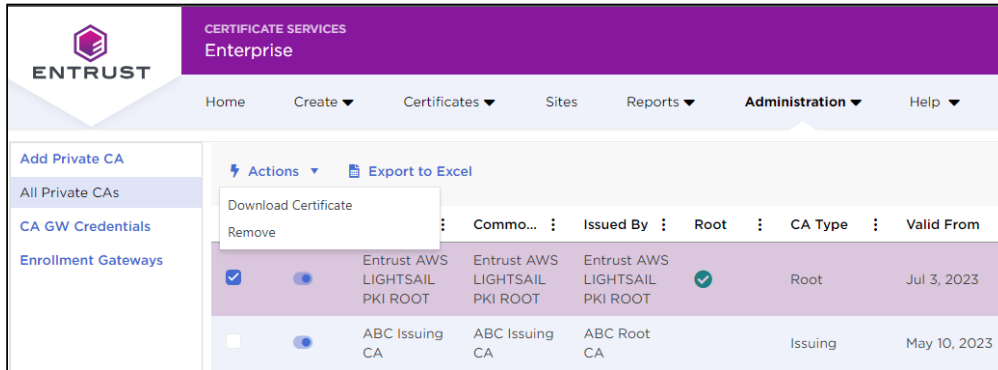 ENTRUST
CERTIFICATE SERVICES
Enterprise
Home Create Certificates Sites Reports Administration Help
Add Private CA
All Private CAs
CA GW Credentials
Enrollment Gateways
Actions Export to Excel
Download Certificate
Remove
Commo... Issued By Root CA Type Valid From
Entrust AWS Entrust AWS Entrust AWS
LIGHTSAIL LIGHTSAIL LIGHTSAIL Root Jul 3, 2023
PKI ROOT PKI ROOT PKI ROOT
ABC Issuing ABC Issuing ABC Root
CA CA CA Issuing May 10, 2023